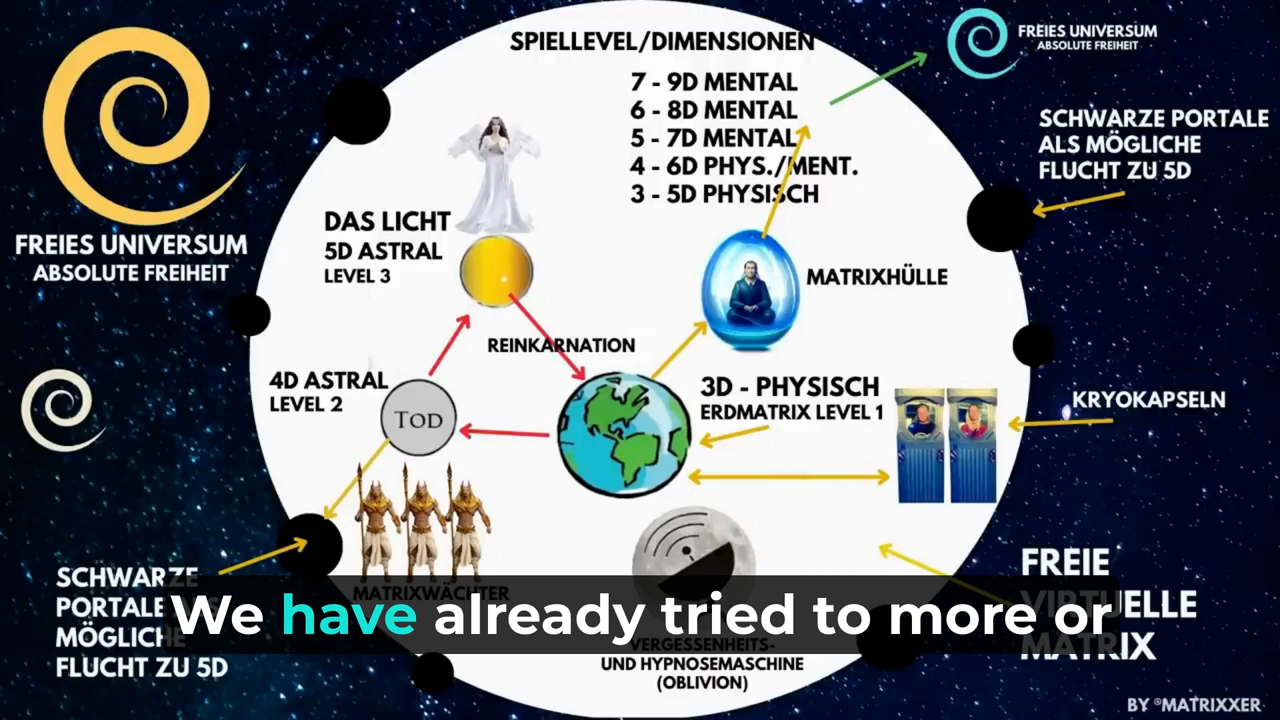 SPIELLEVEL/DIMENSIONEN
7 - 9D MENTAL
6 - 8D MENTAL
5 - 7D MENTAL
4 - 6D PHYS./MENT.
3 - 5D PHYSISCH
FREIES UNIVERSUM
ABSOLUTE FREIHEIT
SCHWARZE PORTALE
ALS MÖGLICHE
FLUCHT ZU 5D
FREIES UNIVERSUM
ABSOLUTE FREIHEIT
DAS LICHT
5D ASTRAL
LEVEL 3
MATRIXHÜLLE
REINKARNATION
4D ASTRAL
LEVEL 2
TOD
3D - PHYSISCH
ERDMATRIX LEVEL 1
KRYOKAPSELN
MATRIXWÄCHTER
SCHWARZE
PORTALE
MÖGLICHE
FLUCHT ZU 5D
We have already tried to more or
VERGESSENHEITS-
UND HYPNOSEMASCHINE
(OBLIVION)
FREIE
VIRTUELLE
MATRIX
BY ®MATRIXXER